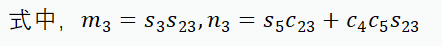 式中，m₃ = s₃s₂₃, n₃ = s₅c₂₃ + c₄c₅s₂₃